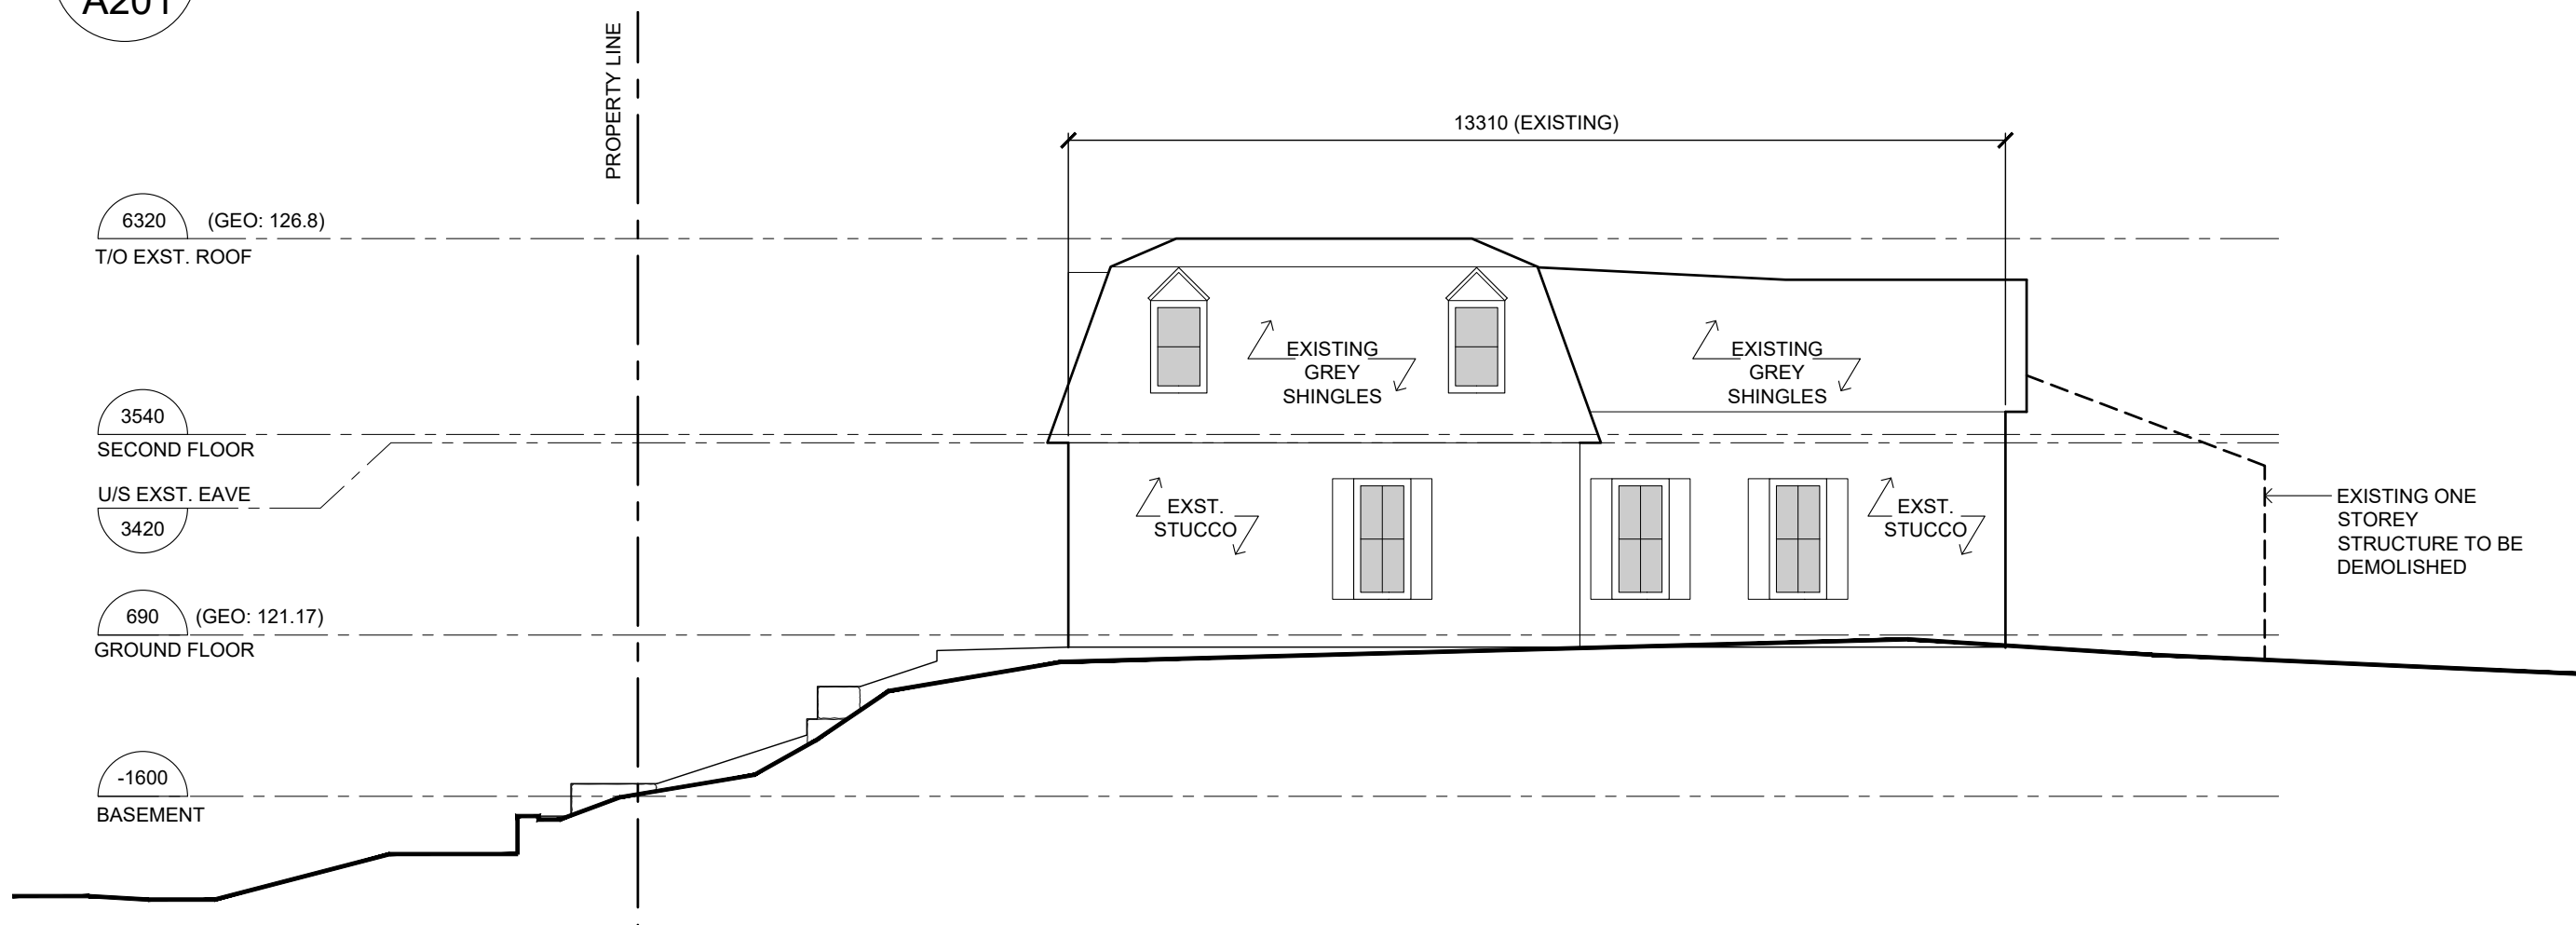 A201
PROPERTY LINE
13310 (EXISTING)
6320 (GEO: 126.8)
T/O EXST. ROOF
EXISTING
GREY
SHINGLES
EXISTING
GREY
SHINGLES
3540
SECOND FLOOR
U/S EXST. EAVE
3420
EXST.
STUCCO
EXST.
STUCCO
EXISTING ONE
STOREY
STRUCTURE TO BE
DEMOLISHED
690 (GEO: 121.17)
GROUND FLOOR
-1600
BASEMENT